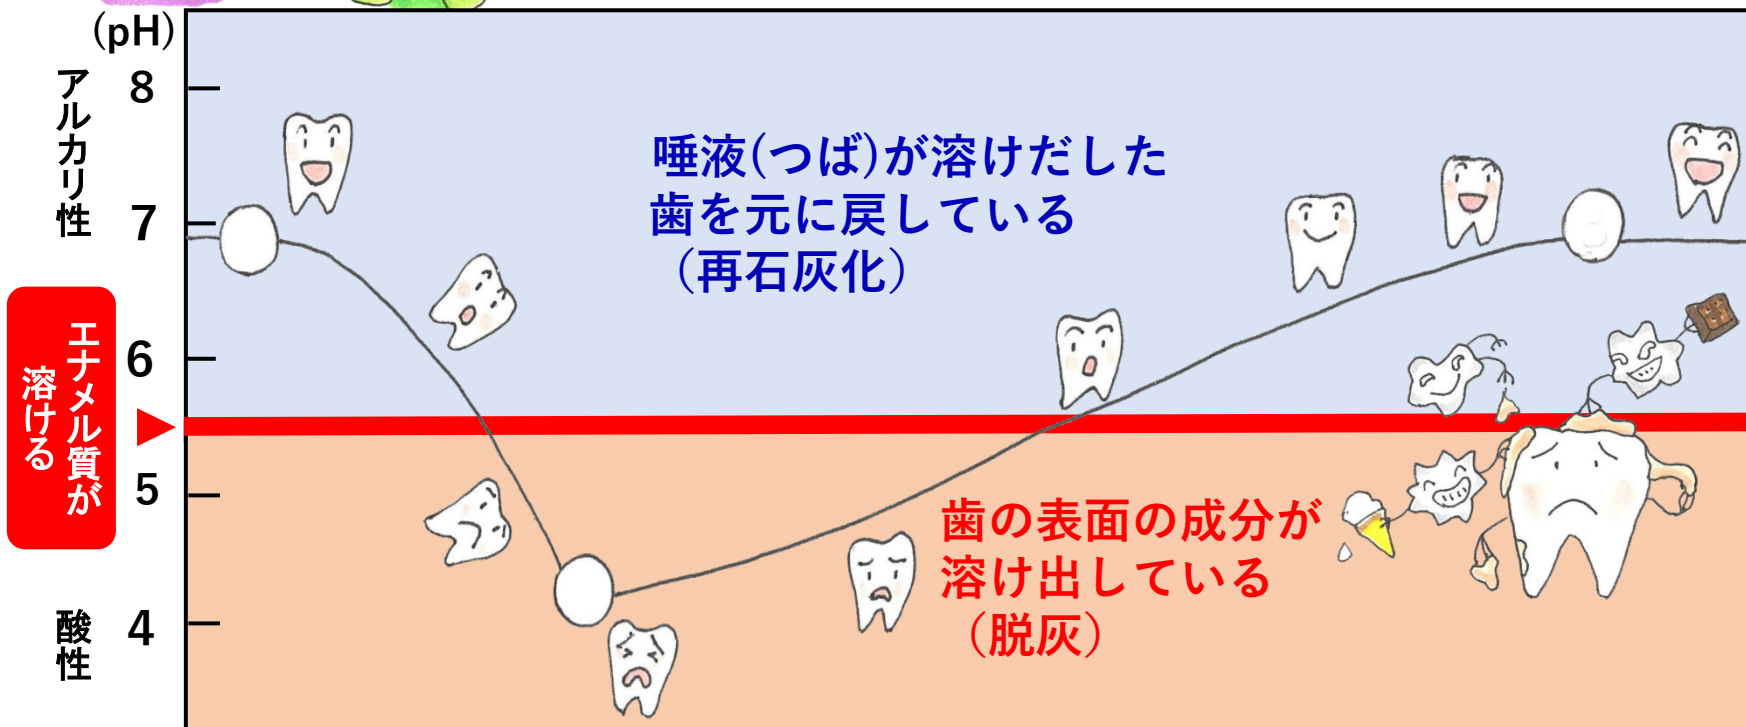 (pH)
アルカリ性
8
7
6
エナメル質が
溶ける
5
4
酸性
唾液(つば)が溶けだした
歯を元に戻している
(再石灰化)
歯の表面の成分が
溶け出している
(脱灰)